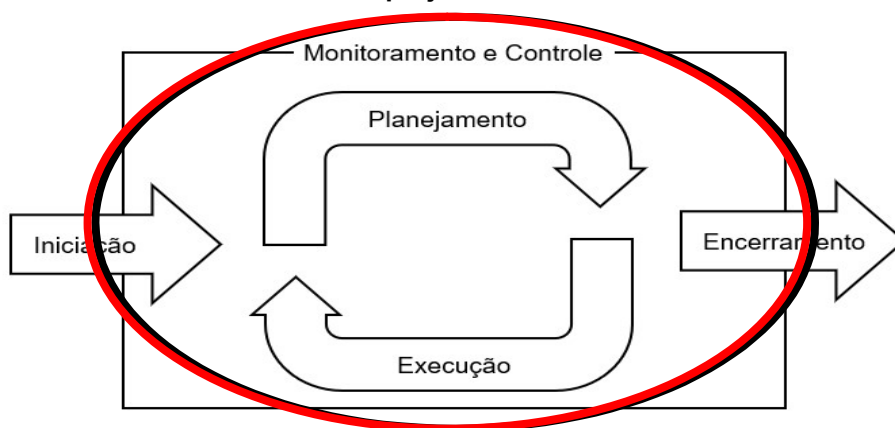 Monitoramento e Controle
Planejamento
Iniciação
Encerramento
Execução